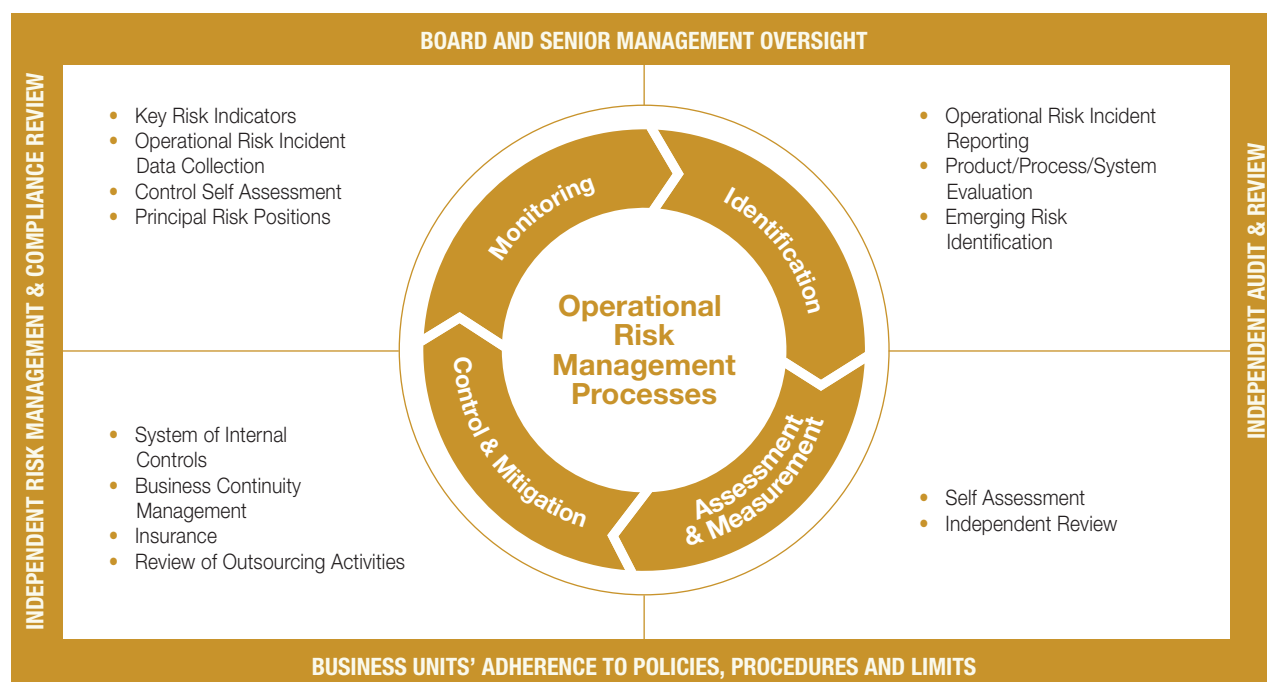 BOARD AND SENIOR MANAGEMENT OVERSIGHT
INDEPENDENT RISK MANAGEMENT & COMPLIANCE REVIEW
• Key Risk Indicators
• Operational Risk Incident
Data Collection
• Control Self Assessment
• Principal Risk Positions
• Operational Risk Incident
Reporting
• Product/Process/System
Evaluation
• Emerging Risk
Identification
INDEPENDENT AUDIT & REVIEW
Monitoring
Identification
Operational
Risk
Management
Processes
Control & Mitigation
Assessment
& Measurement
• System of Internal
Controls
• Business Continuity
Management
• Insurance
• Review of Outsourcing Activities
• Self Assessment
• Independent Review
BUSINESS UNITS’ ADHERENCE TO POLICIES, PROCEDURES AND LIMITS